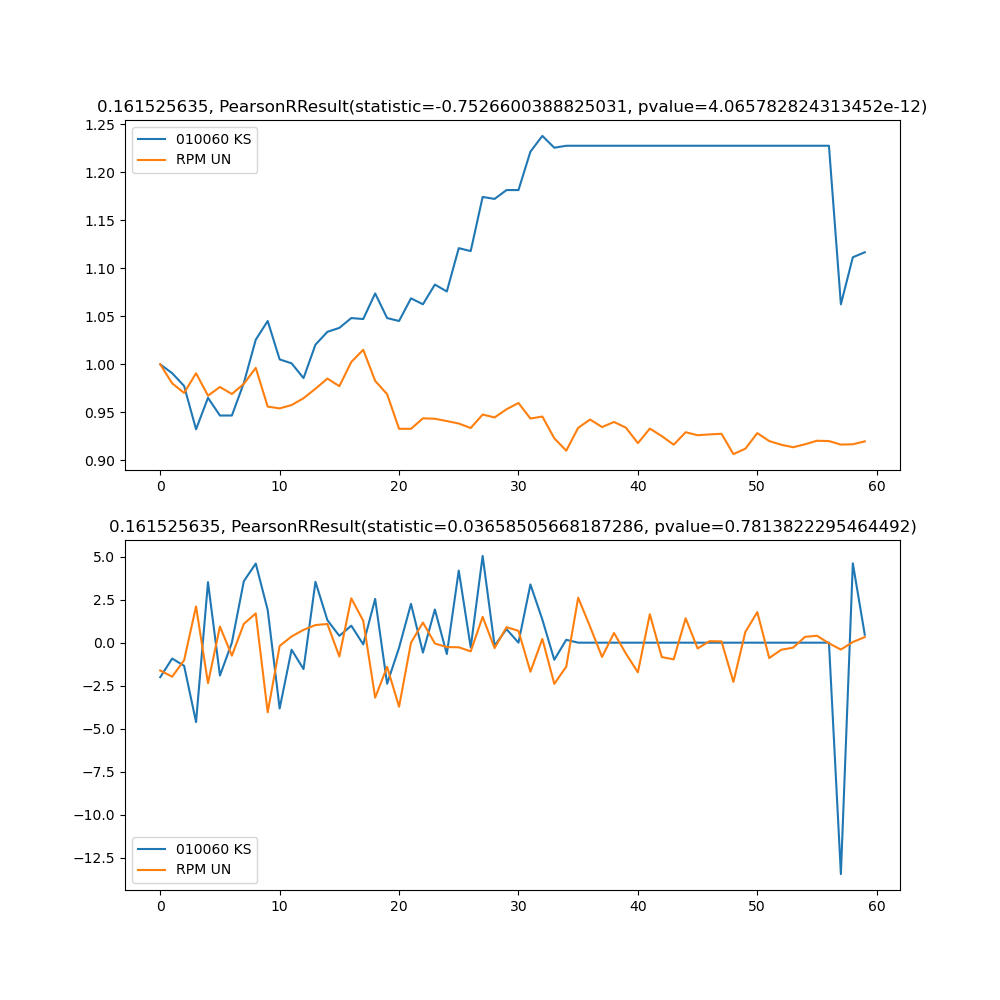 0.161525635, PearsonRResult(statistic=-0.7526600388825031, pvalue=4.065782824313452e-12)
1.25
1.20
1.15
1.10
1.05
1.00
0.95
0.90
010060 KS
RPM UN
0 10 20 30 40 50 60
0.161525635, PearsonRResult(statistic=0.03658505668187286, pvalue=0.7813822295464492)
5.0
2.5
0.0
−2.5
−5.0
−7.5
−10.0
−12.5
010060 KS
RPM UN
0 10 20 30 40 50 60